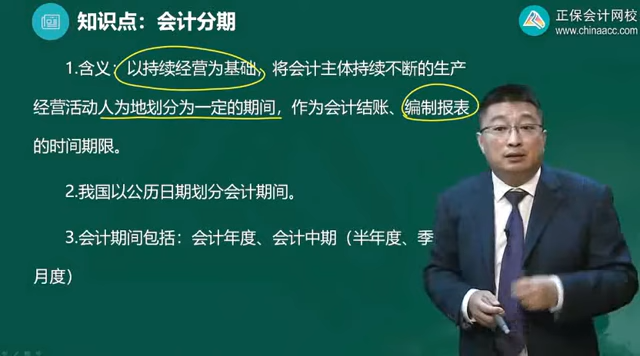 知识点：会计分期
正保会计网校
www.chinaacc.com
1.含义：以持续经营为基础，将会计主体持续不断的生产
经营活动人为地划分为一定的期间，作为会计结账、编制报表
的时间期限。
2.我国以公历日期划分会计期间。
3.会计期间包括：会计年度、会计中期（半年度、季
月度）